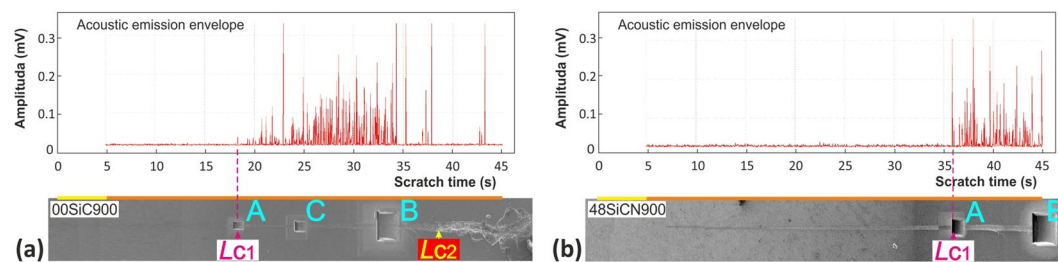 Acoustic emission envelope
Amplituda (mV)
0.3
0.2
0.1
0
0 5 10 15 20 25 30 35 40 45
Scratch time (s)
00SiC900
A
C
B
(a)
Lc1
Lc2
Acoustic emission envelope
Amplituda (mV)
0.3
0.2
0.1
0
0 5 10 15 20 25 30 35 40 45
Scratch time (s)
48SiCN900
A
B
(b)
Lc1